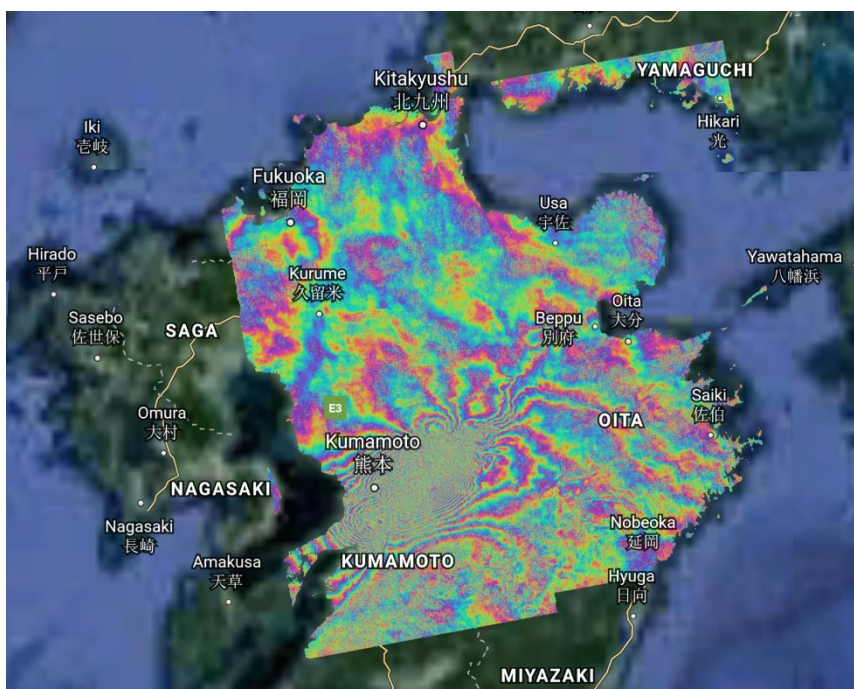 YAMAGUCHI
Kitakyushu
北九州
Hikari
光
Iki
壱岐
Fukuoka
福岡
Usa
宇佐
Hirado
平戸
Yawatahama
八幡浜
Kurume
久留米
Oita
大分
Sasebo
佐世保
SAGA
Beppu
別府
E3
Saiki
佐伯
Omura
大村
OITA
Kumamoto
熊本
NAGASAKI
Nagasaki
長崎
Nobeoka
延岡
Amakusa
天草
KUMAMOTO
Hyuga
日向
MIYAZAKI